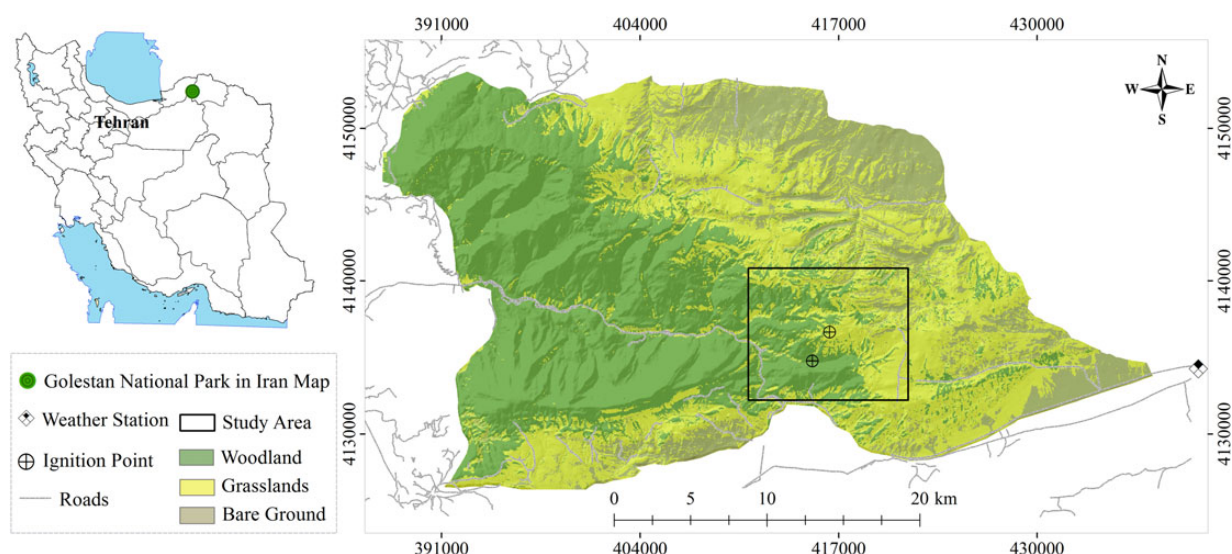 Tehran
Golestan National Park in Iran Map
Weather Station
Study Area
Ignition Point
Woodland
Roads
Grasslands
Bare Ground
391000 404000 417000 430000
N
W E
S
4150000 4150000
4140000 4140000
4130000 4130000
0 5 10 20 km
391000 404000 417000 430000